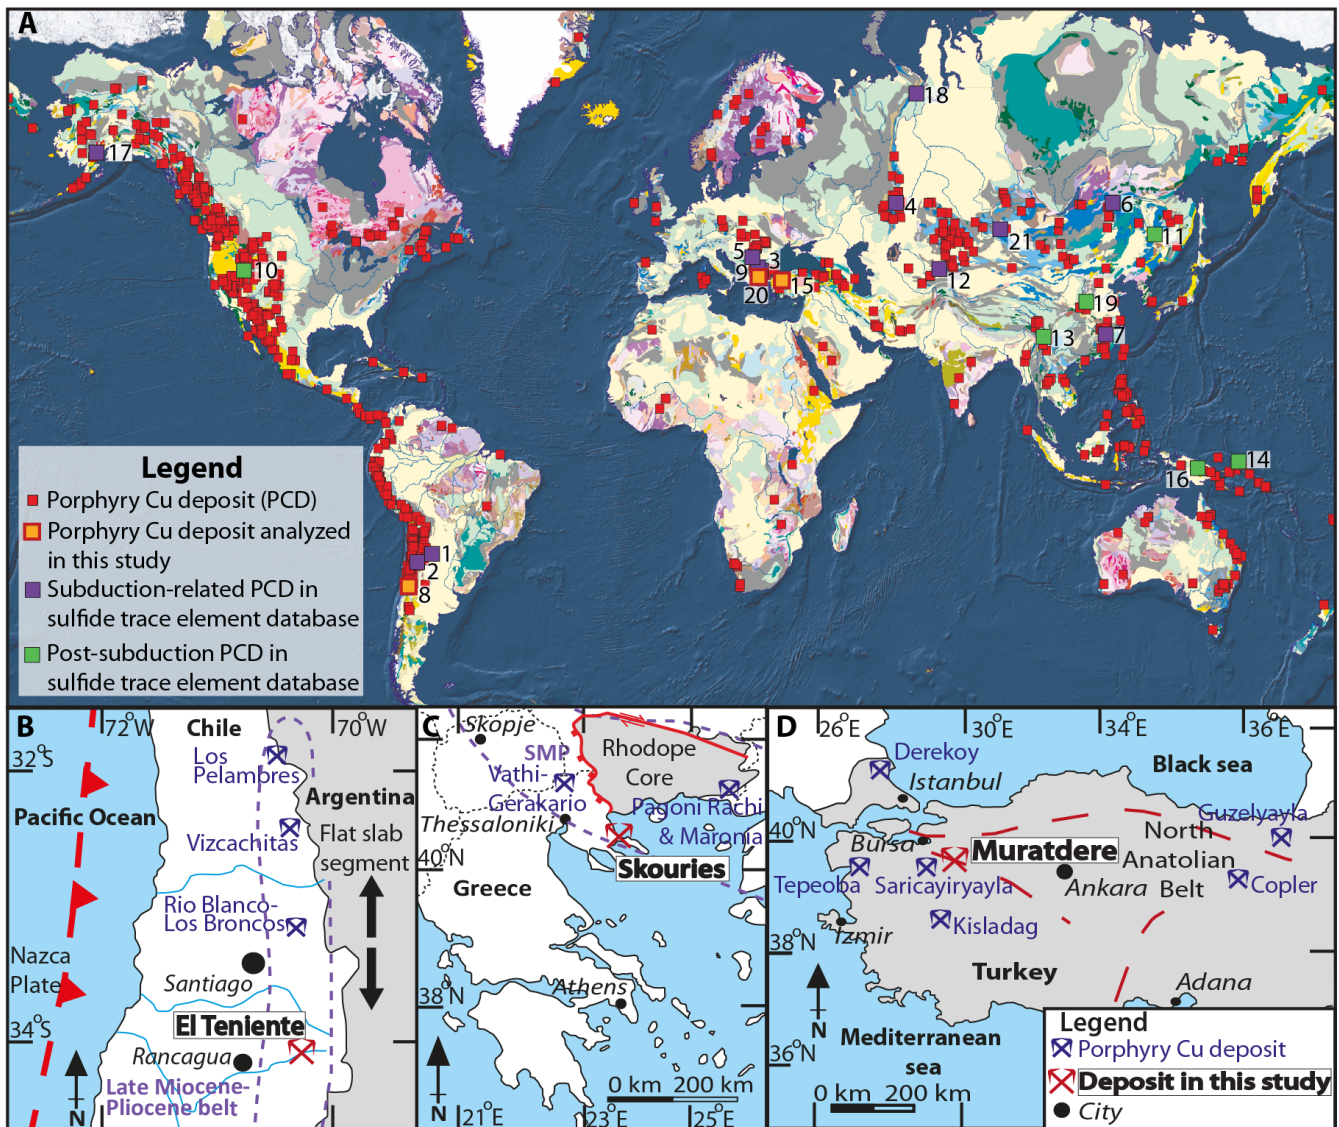 A
18
17
4
6
21
11
5
3
9
10
12
15
20
19
13
7
14
16
1
2
8
Legend
Porphyry Cu deposit (PCD)
Porphyry Cu deposit analyzed
in this study
Subduction-related PCD in
sulfide trace element database
Post-subduction PCD in
sulfide trace element database
B
72°W
Chile
70°W
32°S
Los
Pelambres
Argentina
Pacific Ocean
Flat slab
segment
Vizcachitas
Rio Blanco-
Los Broncos
Nazca
Plate
Santiago
34°S
El Teniente
Rancagua
Late Miocene-
Pliocene belt
N
C
Skopje
SMP
Rhodope
Core
Vathi-
Gerakario
Pagoni Rachi
& Maronia
Thessaloniki
40°N
Skouries
Greece
Athens
38°N
N
0 km 200 km
21°E
23°E
25°E
D
26°E
30°E
34°E
36°E
Derekoy
Istanbul
Black sea
Guzelyayla
40°N
Bursa
Muratdere
North
Anatolian
Belt
Tepeoba
Saricayiryayla
Ankara
Copler
Kisladag
Izmir
38°N
Turkey
Adana
N
Mediterranean
sea
36°N
0 km 200 km
Legend
Porphyry Cu deposit
Deposit in this study
City